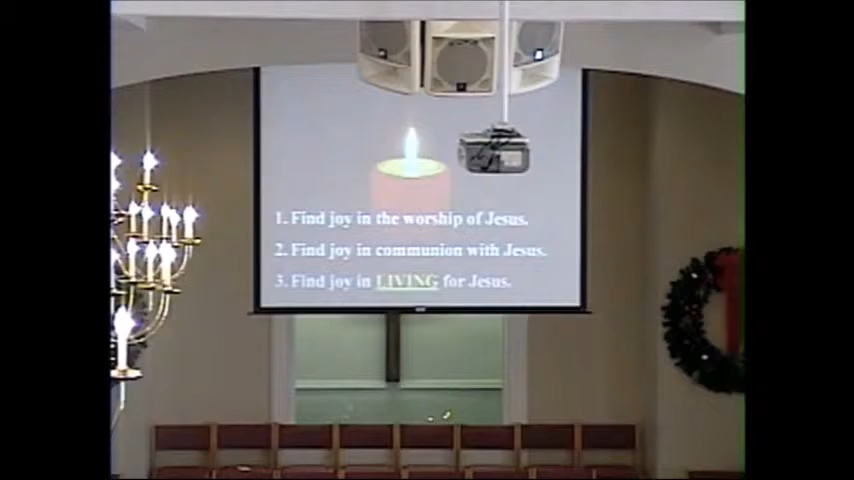 1. Find joy in the worship of Jesus.
2. Find joy in communion with Jesus.
3. Find joy in LIVING for Jesus.